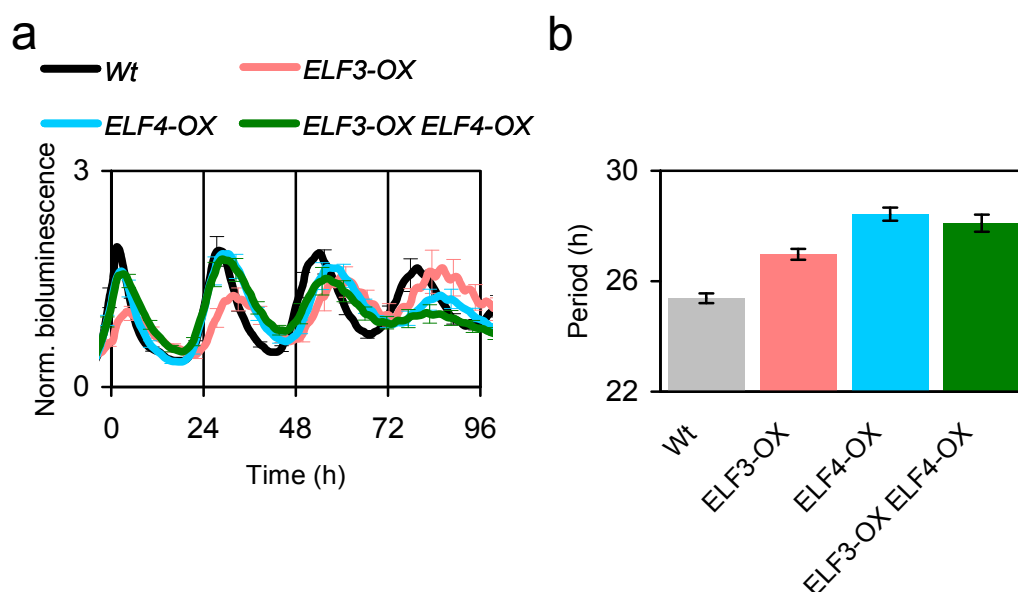 a
Wt
ELF3-OX
ELF4-OX
ELF3-OX ELF4-OX
Norm. bioluminescence
3
0
0 24 48 72 96
Time (h)
b
Period (h)
30
26
22
Wt
ELF3-OX
ELF4-OX
ELF3-OX ELF4-OX